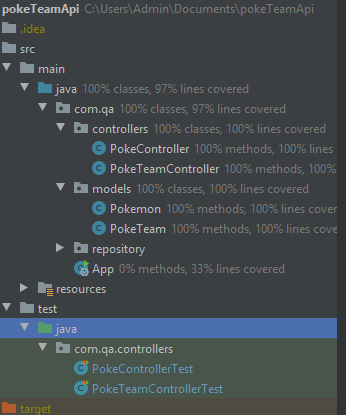 pokeTeamApi C:\Users\Admin\Documents\pokeTeamApi
.idea
src
main
java 100% classes, 97% lines covered
com.qa 100% classes, 97% lines covered
controllers 100% classes, 100% lines cover
PokeController 100% methods, 100% lines
PokeTeamController 100% methods, 100%
models 100% classes, 100% lines covered
Pokemon 100% methods, 100% lines cover
PokeTeam 100% methods, 100% lines cove
repository
App 0% methods, 33% lines covered
resources
test
java
com.qa.controllers
PokeControllerTest
PokeTeamControllerTest
target